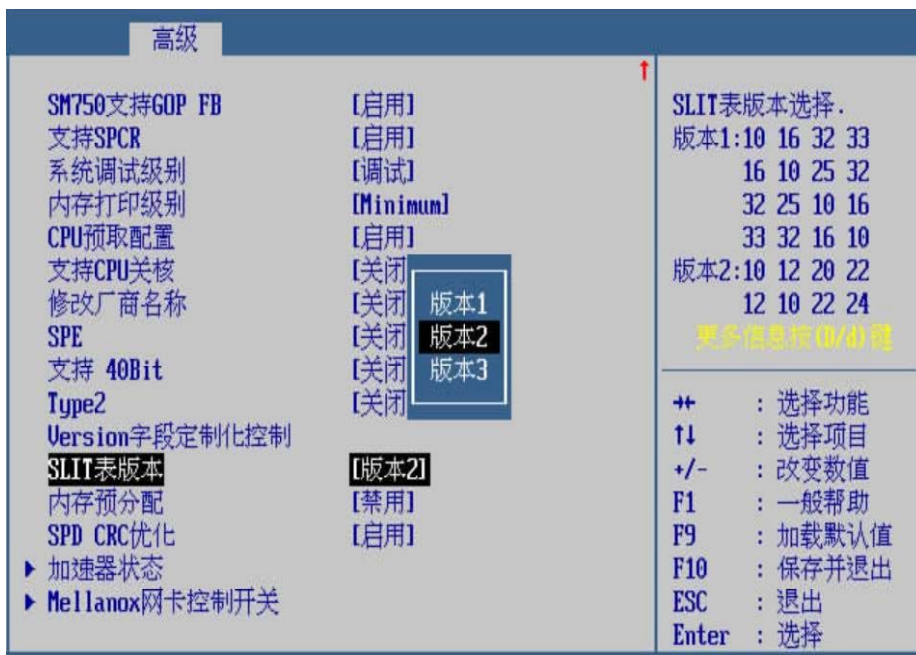 高级
SM750支持GOP FB [启用]
支持SPCR [启用]
系统调试级别 [调试]
内存打印级别 [Minimum]
CPU预取配置 [启用]
支持CPU关核 [关闭
修改厂商名称 [关闭
SPE [关闭
支持 40Bit [关闭
Type2 [关闭
Version字段定制化控制
SLIT表版本 [版本2]
内存预分配 [禁用]
SPD CRC优化 [启用]
加速器状态
Mellanox网卡控制开关
版本1
版本2
版本3
SLIT表版本选择.
版本1:10 16 32 33
16 10 25 32
32 25 10 16
33 32 16 10
版本2:10 12 20 22
12 10 22 24
更多信息按(D/d)键
→← : 选择功能
↑↓ : 选择项目
+/- : 改变数值
F1 : 一般帮助
F9 : 加载默认值
F10 : 保存并退出
ESC : 退出
Enter : 选择